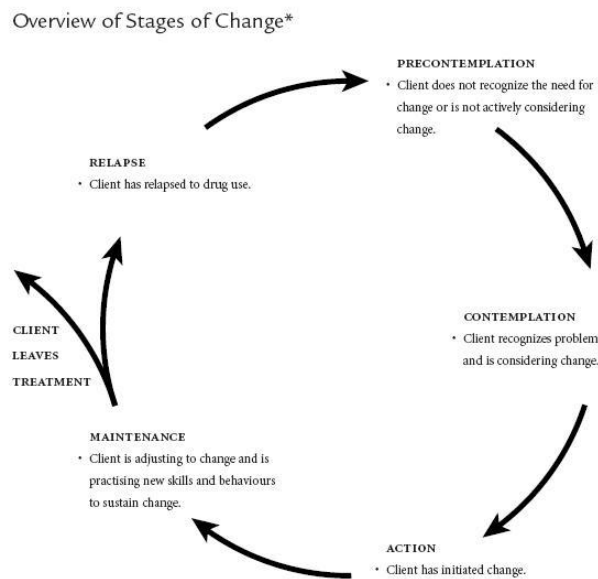 Overview of Stages of Change*
PRECONTEMPLATION
• Client does not recognize the need for
change or is not actively considering
change.
RELAPSE
• Client has relapsed to drug use.
CONTEMPLATION
• Client recognizes problem
and is considering change.
CLIENT
LEAVES
TREATMENT
MAINTENANCE
• Client is adjusting to change and is
practising new skills and behaviours
to sustain change.
ACTION
• Client has initiated change.